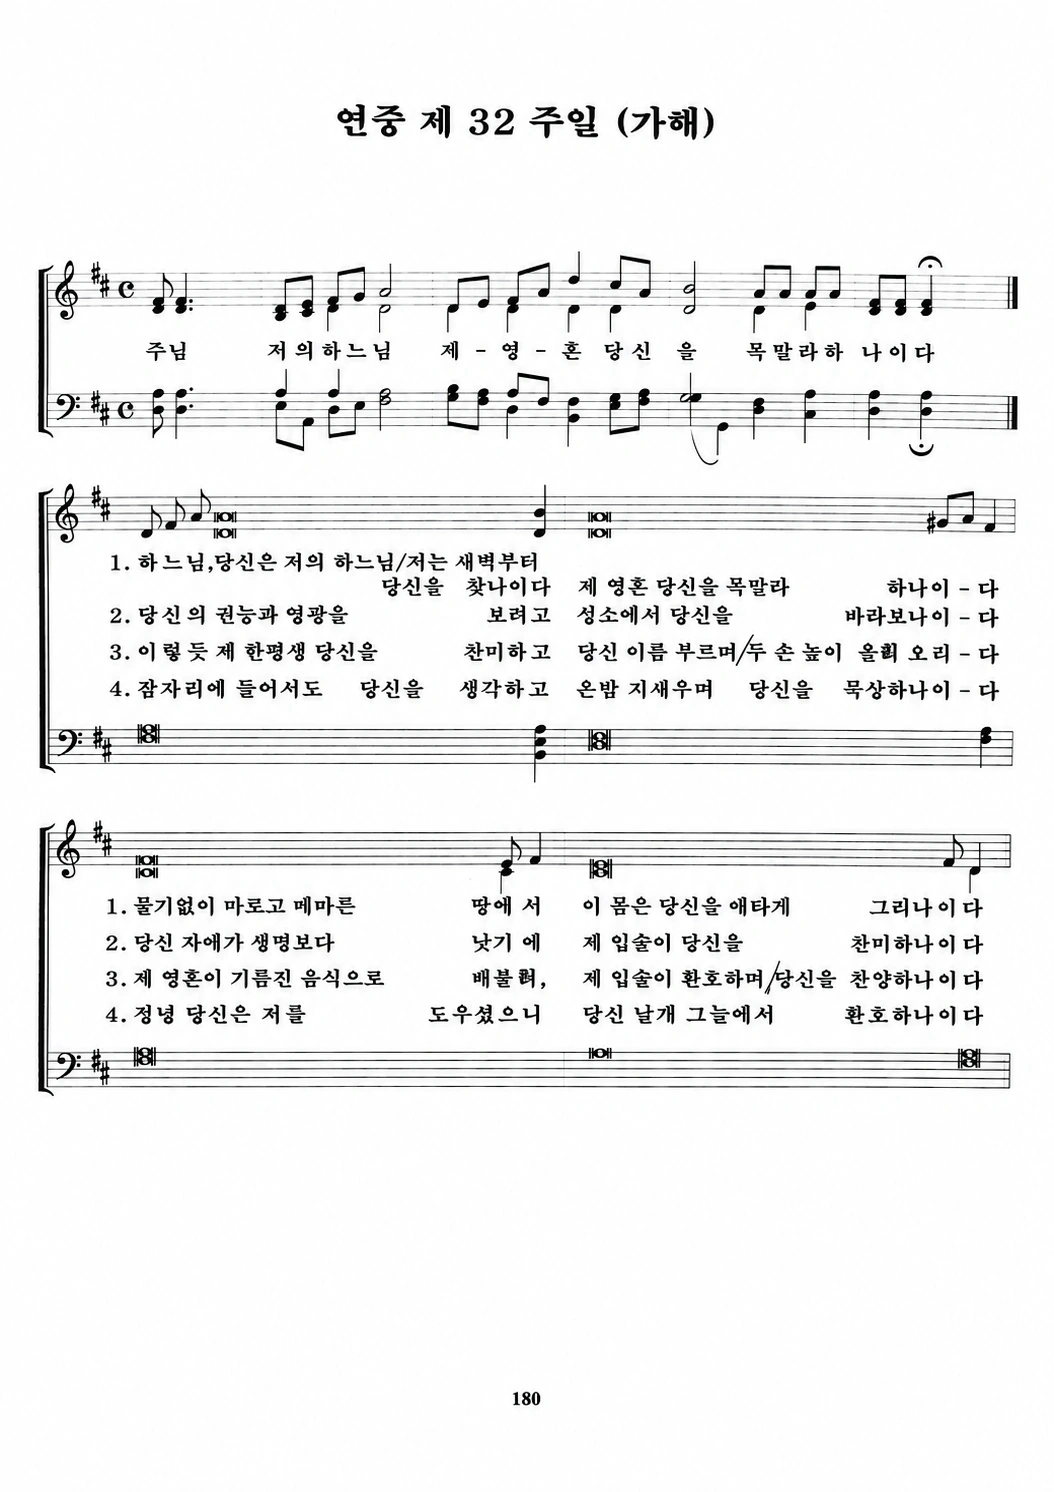 연중 제 32 주일 (가해)
주님 저의하느님 제 - 영 - 혼 당신 을 목말라하 나이다
1. 하느님,당신은 저의 하느님/저는 새벽부터
당신을 찾나이다 제 영혼 당신을 목말라 하나이 - 다
2. 당신의 권능과 영광을 보려고 성소에서 당신을 바라보나이 - 다
3. 이렇듯 제 한평생 당신을 찬미하고 당신 이름 부르며/두 손 높이 올리 오리 - 다
4. 잠자리에 들어서도 당신을 생각하고 온밤 지새우며 당신을 묵상하나이 - 다
1. 물기없이 마로고 메마른 땅에 서 이 몸은 당신을 애타게 그리나이다
2. 당신 자애가 생명보다 낫기 에 제 입술이 당신을 찬미하나이다
3. 제 영혼이 기름진 음식으로 배불 제 입술이 환호하며//당신을 찬양하나이다
4. 정녕 당신은 저를 도우셨으니 당신 날개 그늘에서 환호하나이다
180